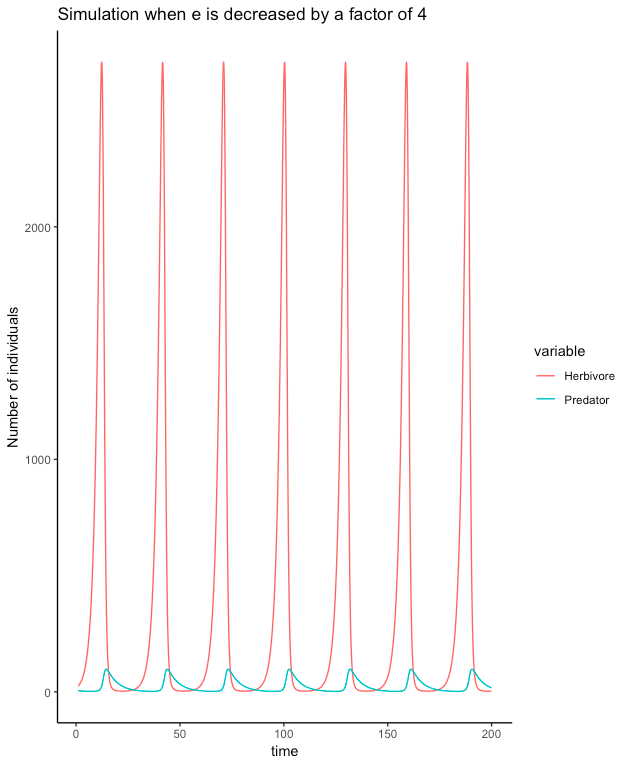 Simulation when e is decreased by a factor of 4
Number of individuals
2000
1000
0
0 50 100 150 200
time
variable
Herbivore
Predator